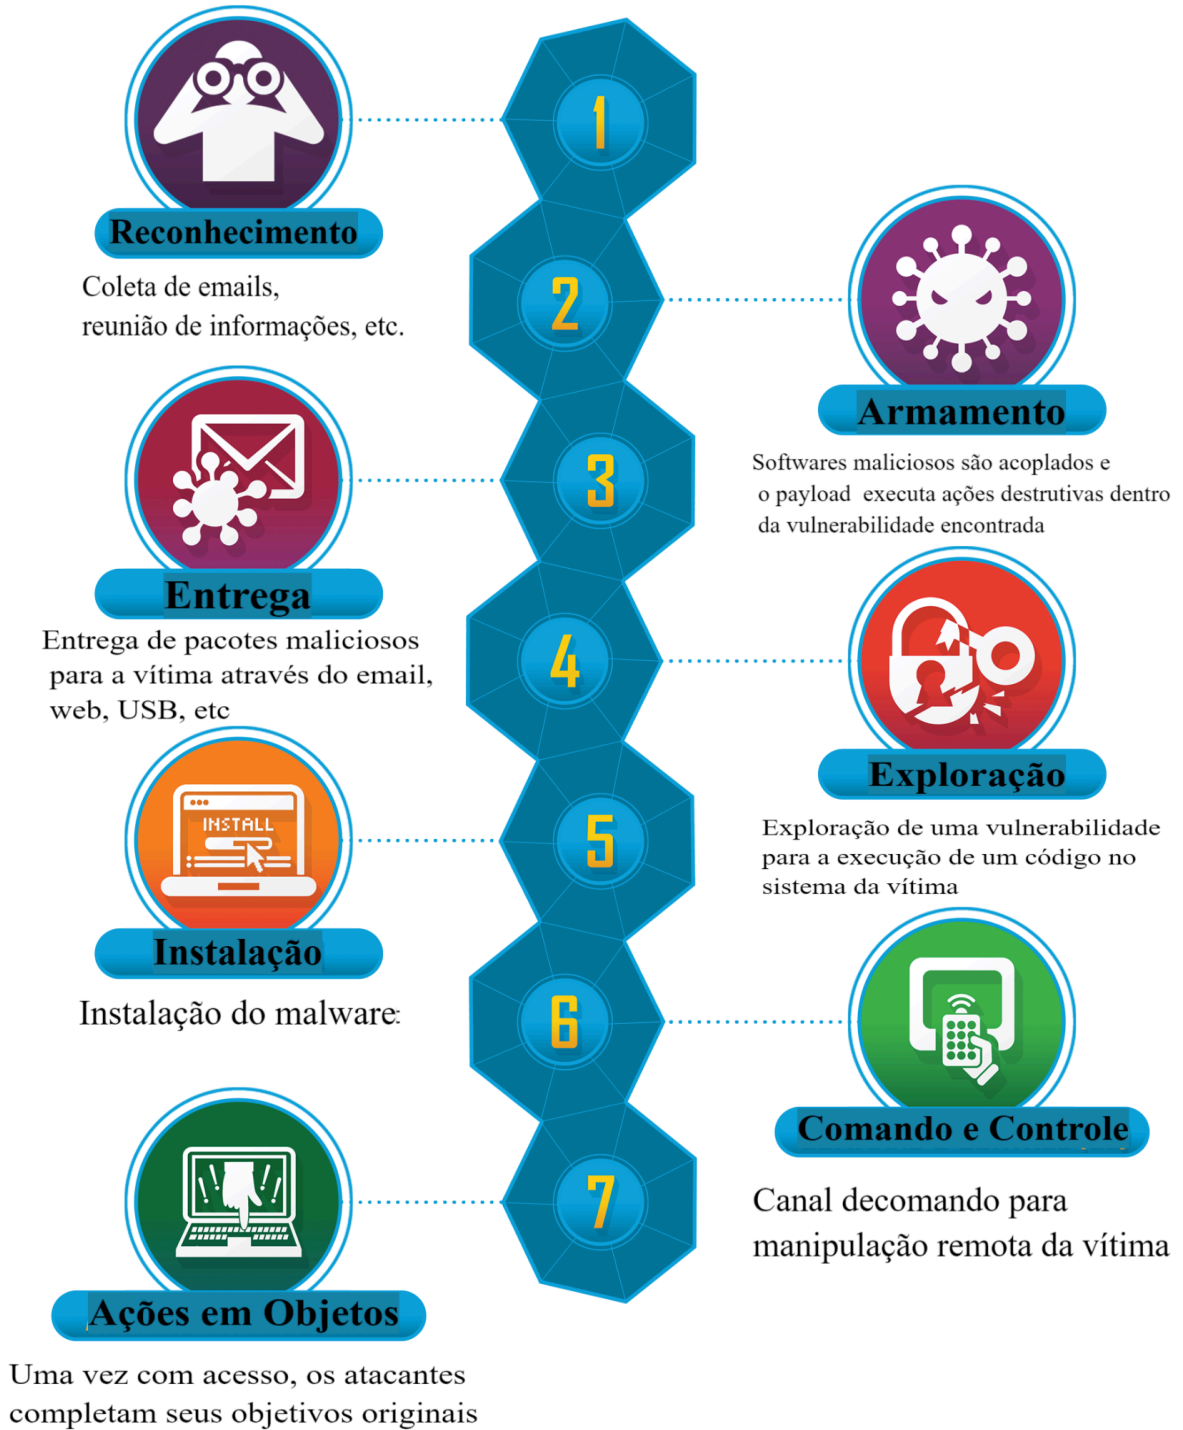 1
Reconhecimento
Coleta de emails,
reunião de informações, etc.
2
Armamento
Softwares maliciosos são acoplados e
o payload executa ações destrutivas dentro
da vulnerabilidade encontrada
3
Entrega
Entrega de pacotes maliciosos
para a vítima através do email,
web, USB, etc
4
Exploração
Exploração de uma vulnerabilidade
para a execução de um código no
sistema da vítima
5
INSTALL
Instalação
Instalação do malware:
6
Comando e Controle
Canal decomando para
manipulação remota da vítima
7
Ações em Objetos
Uma vez com acesso, os atacantes
completam seus objetivos originais